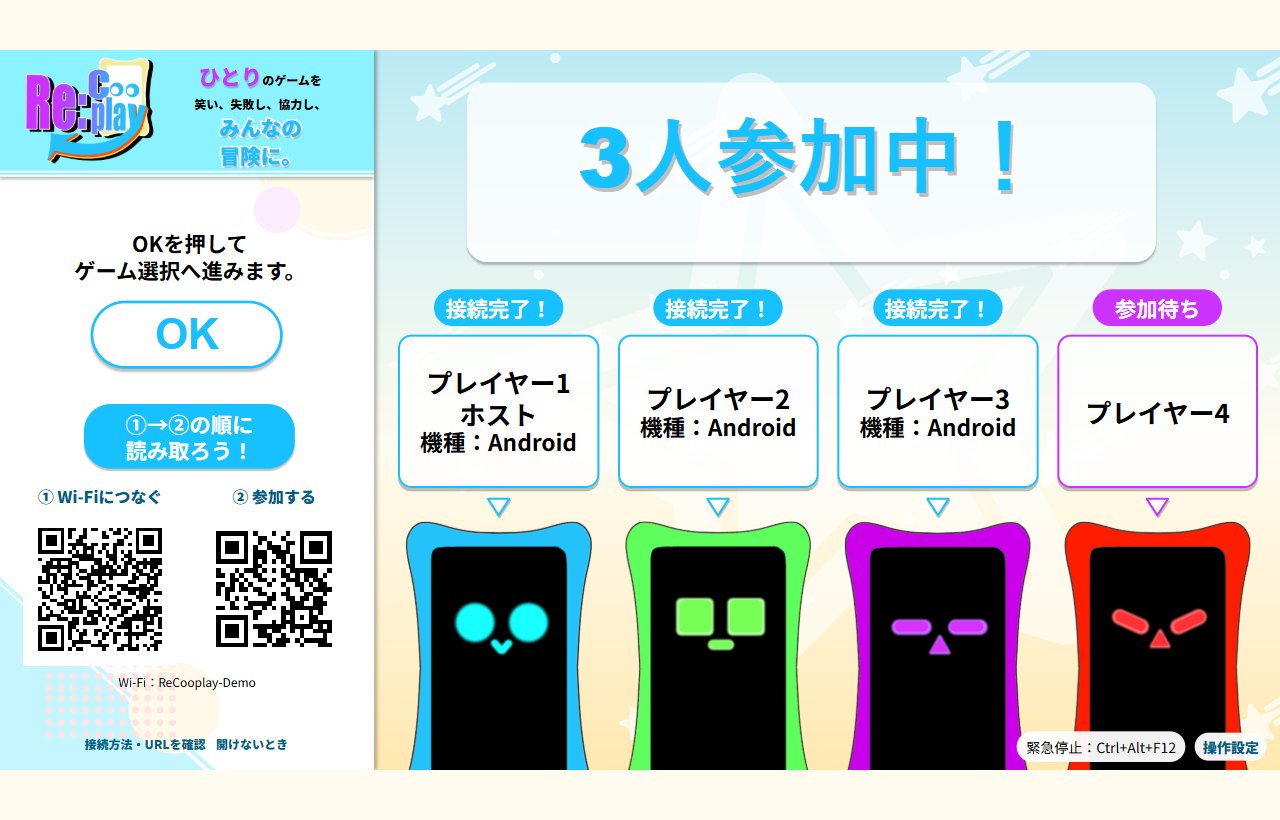 Re:Cooplay
ひとりのゲームを
笑い、失敗し、協力し、
みんなの
冒険に。
3人参加中！
OKを押して
ゲーム選択へ進みます。
OK
①→②の順に
読み取ろう！
① Wi-Fiにつなぐ
② 参加する
Wi-Fi：ReCooplay-Demo
接続方法・URLを確認 開けないとき
接続完了！
プレイヤー1
ホスト
機種：Android
接続完了！
プレイヤー2
機種：Android
接続完了！
プレイヤー3
機種：Android
参加待ち
プレイヤー4
緊急停止：Ctrl+Alt+F12
操作設定